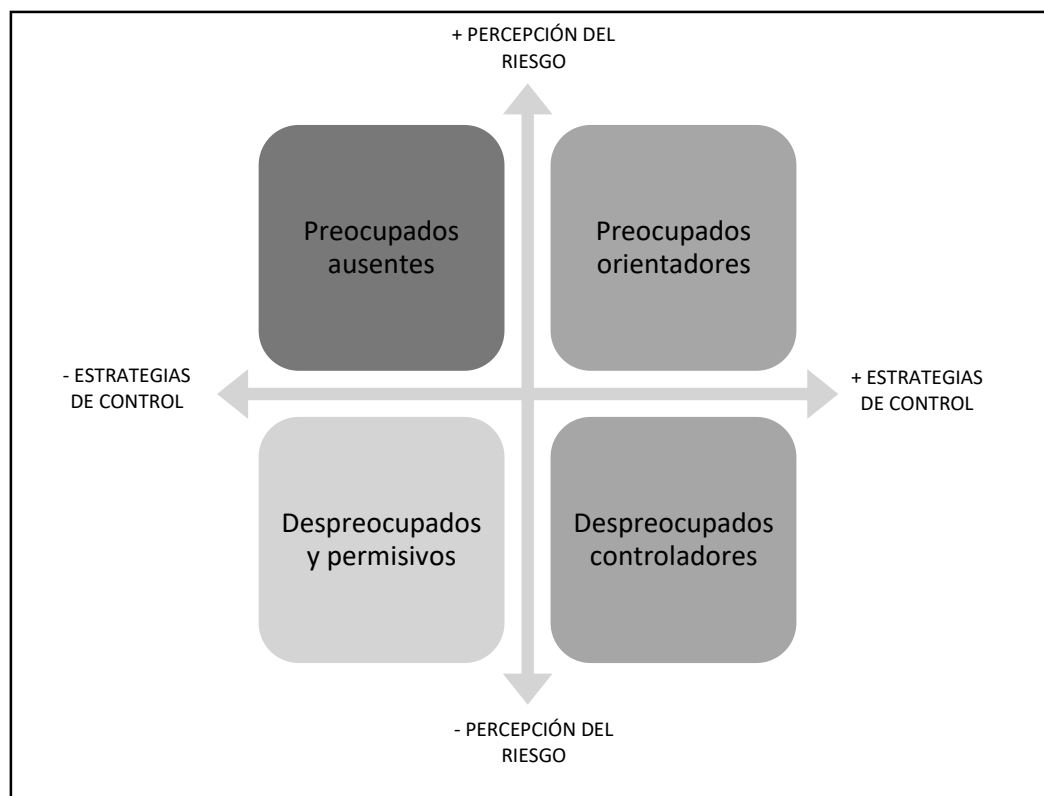 + PERCEPCIÓN DEL
RIESGO
Preocupados
ausentes
Preocupados
orientadores
- ESTRATEGIAS
DE CONTROL
+ ESTRATEGIAS
DE CONTROL
Despreocupados
y permisivos
Despreocupados
controladores
- PERCEPCIÓN DEL
RIESGO